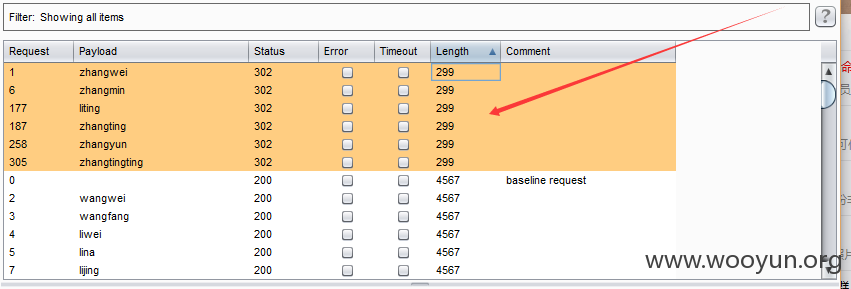 Filter: Showing all items
?
Request Payload Status Error Timeout Length Comment
1 zhangwei 302 299
6 zhangmin 302 299
177 liting 302 299
187 zhangting 302 299
258 zhangyun 302 299
305 zhangtingting 302 299
0 200 4567 baseline request
2 wangwei 200 4567
3 wangfang 200 4567
4 liwei 200 4567
5 lina 200 4567
7 lijing 200 4567
www.wooyun.org
命
员